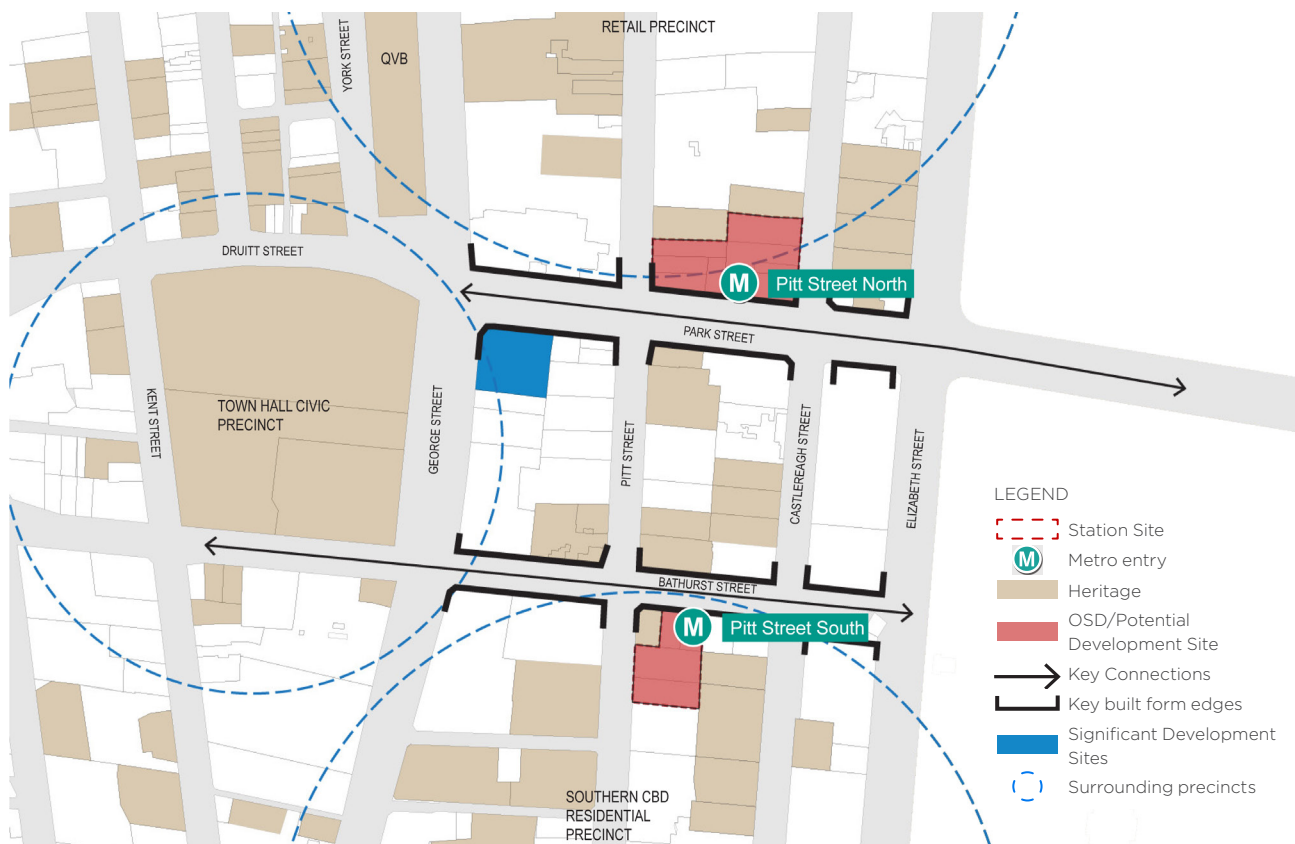 RETAIL PRECINCT
YORK STREET
QVB
DRUITT STREET
M Pitt Street North
PARK STREET
KENT STREET
TOWN HALL CIVIC
PRECINCT
GEORGE STREET
PITT STREET
CASTLEREAGH STREET
ELIZABETH STREET
BATHURST STREET
M Pitt Street South
SOUTHERN CBD
RESIDENTIAL
PRECINCT
LEGEND
Station Site
M Metro entry
Heritage
OSD/Potential
Development Site
Key Connections
Key built form edges
Significant Development
Sites
Surrounding precincts